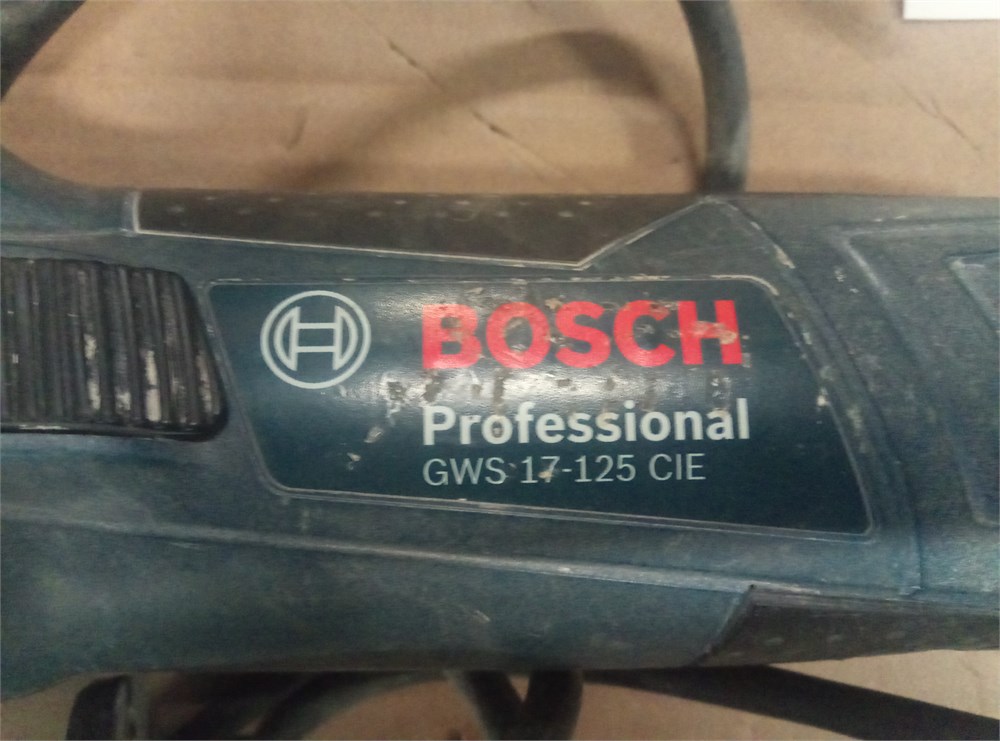 BOSCH
Professional
GWS 17-125 CIE